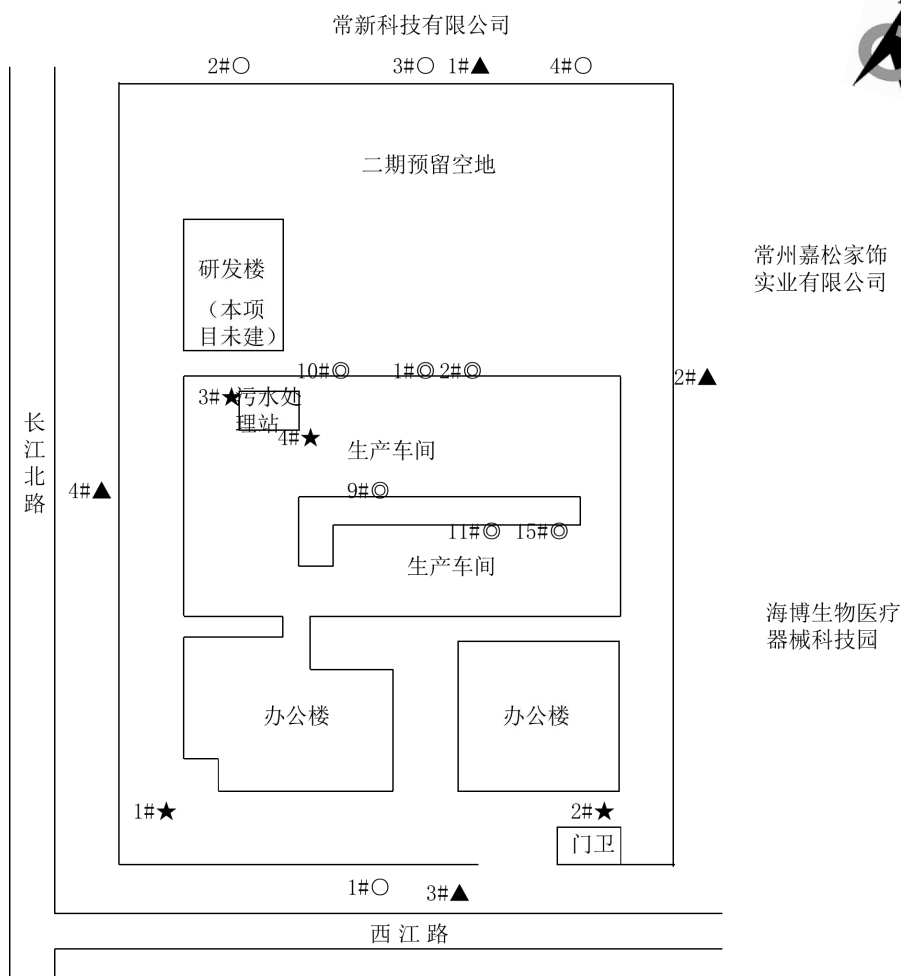 常新科技有限公司
2#○ 3#○ 1#▲ 4#○
二期预留空地
研发楼
（本项
目未建）
常州嘉松家饰
实业有限公司
10#◎ 1#◎ 2#◎
2#▲
3#★
污水处
理站
4#★
生产车间
长江北路
4#▲
9#◎
11#◎ 15#◎
生产车间
海博生物医疗
器械科技园
办公楼
办公楼
1#★
2#★
门卫
1#○
3#▲
西江路